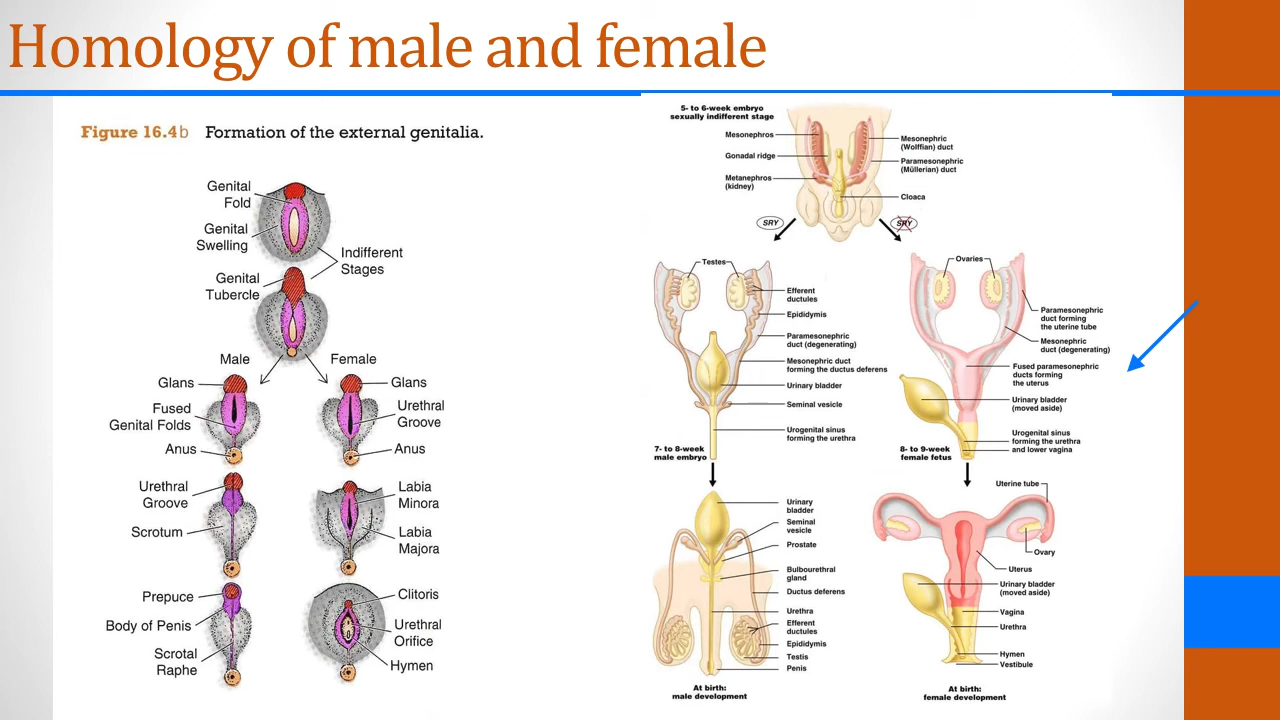 Homology of male and female
Figure 16.4b Formation of the external genitalia.
Genital
Fold
Genital
Swelling
Indifferent
Stages
Genital
Tubercle
Male
Female
Glans
Glans
Fused
Genital Folds
Urethral
Groove
Anus
Anus
Urethral
Groove
Labia
Minora
Scrotum
Labia
Majora
Prepuce
Clitoris
Body of Penis
Urethral
Orifice
Scrotal
Raphe
Hymen
5- to 6-week embryo
sexually indifferent stage
Mesonephros
Gonadal ridge
Metanephros
(kidney)
Mesonephric
(Wolffian) duct
Paramesonephric
(Müllerian) duct
Cloaca
SRY
SRY
Testes
Efferent
ductules
Epididymis
Paramesonephric
duct (degenerating)
Mesonephric duct
forming the ductus deferens
Urinary bladder
Seminal vesicle
Urogenital sinus
forming the urethra
7- to 8-week
male embryo
Ovaries
Paramesonephric
duct forming
the uterine tube
Mesonephric
duct (degenerating)
Fused paramesonephric
ducts forming
the uterus
Urinary bladder
(moved aside)
Urogenital sinus
forming the urethra
and lower vagina
8- to 9-week
female fetus
Urinary
bladder
Seminal
vesicle
Prostate
Bulbourethral
gland
Ductus deferens
Urethra
Efferent
ductules
Epididymis
Testis
Penis
At birth:
male development
Uterine tube
Ovary
Uterus
Urinary bladder
(moved aside)
Vagina
Urethra
Hymen
Vestibule
At birth:
female development